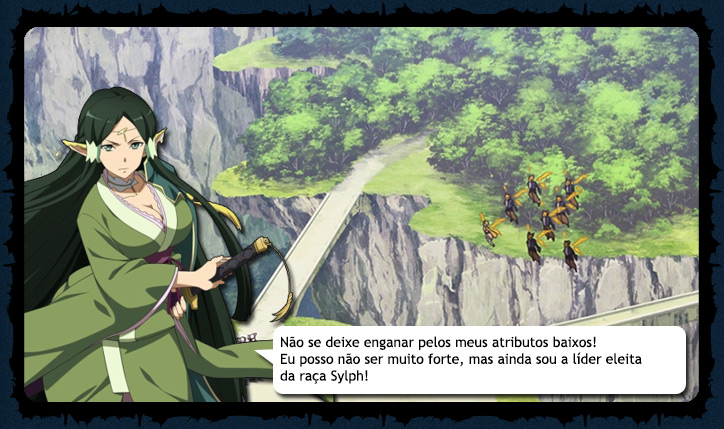 Não se deixe enganar pelos meus atributos baixos!
Eu posso não ser muito forte, mas ainda sou a líder eleita
da raça Sylph!